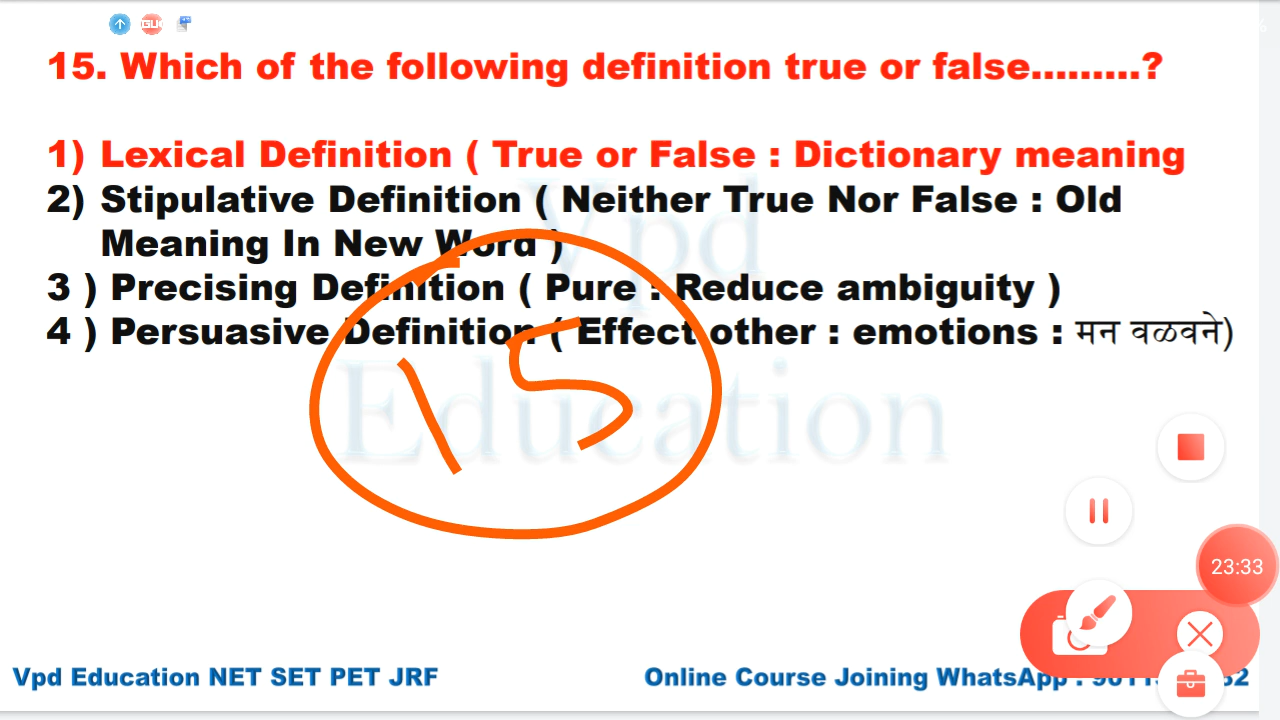 15. Which of the following definition true or false.........?
1) Lexical Definition ( True or False : Dictionary meaning
2) Stipulative Definition ( Neither True Nor False : Old
Meaning In New Word )
3 ) Precising Definition ( Pure : Reduce ambiguity )
4 ) Persuasive Definition ( Effect other : emotions : मन वळवने)
Vpd
Education
15
23:33
Vpd Education NET SET PET JRF
Online Course Joining WhatsApp :